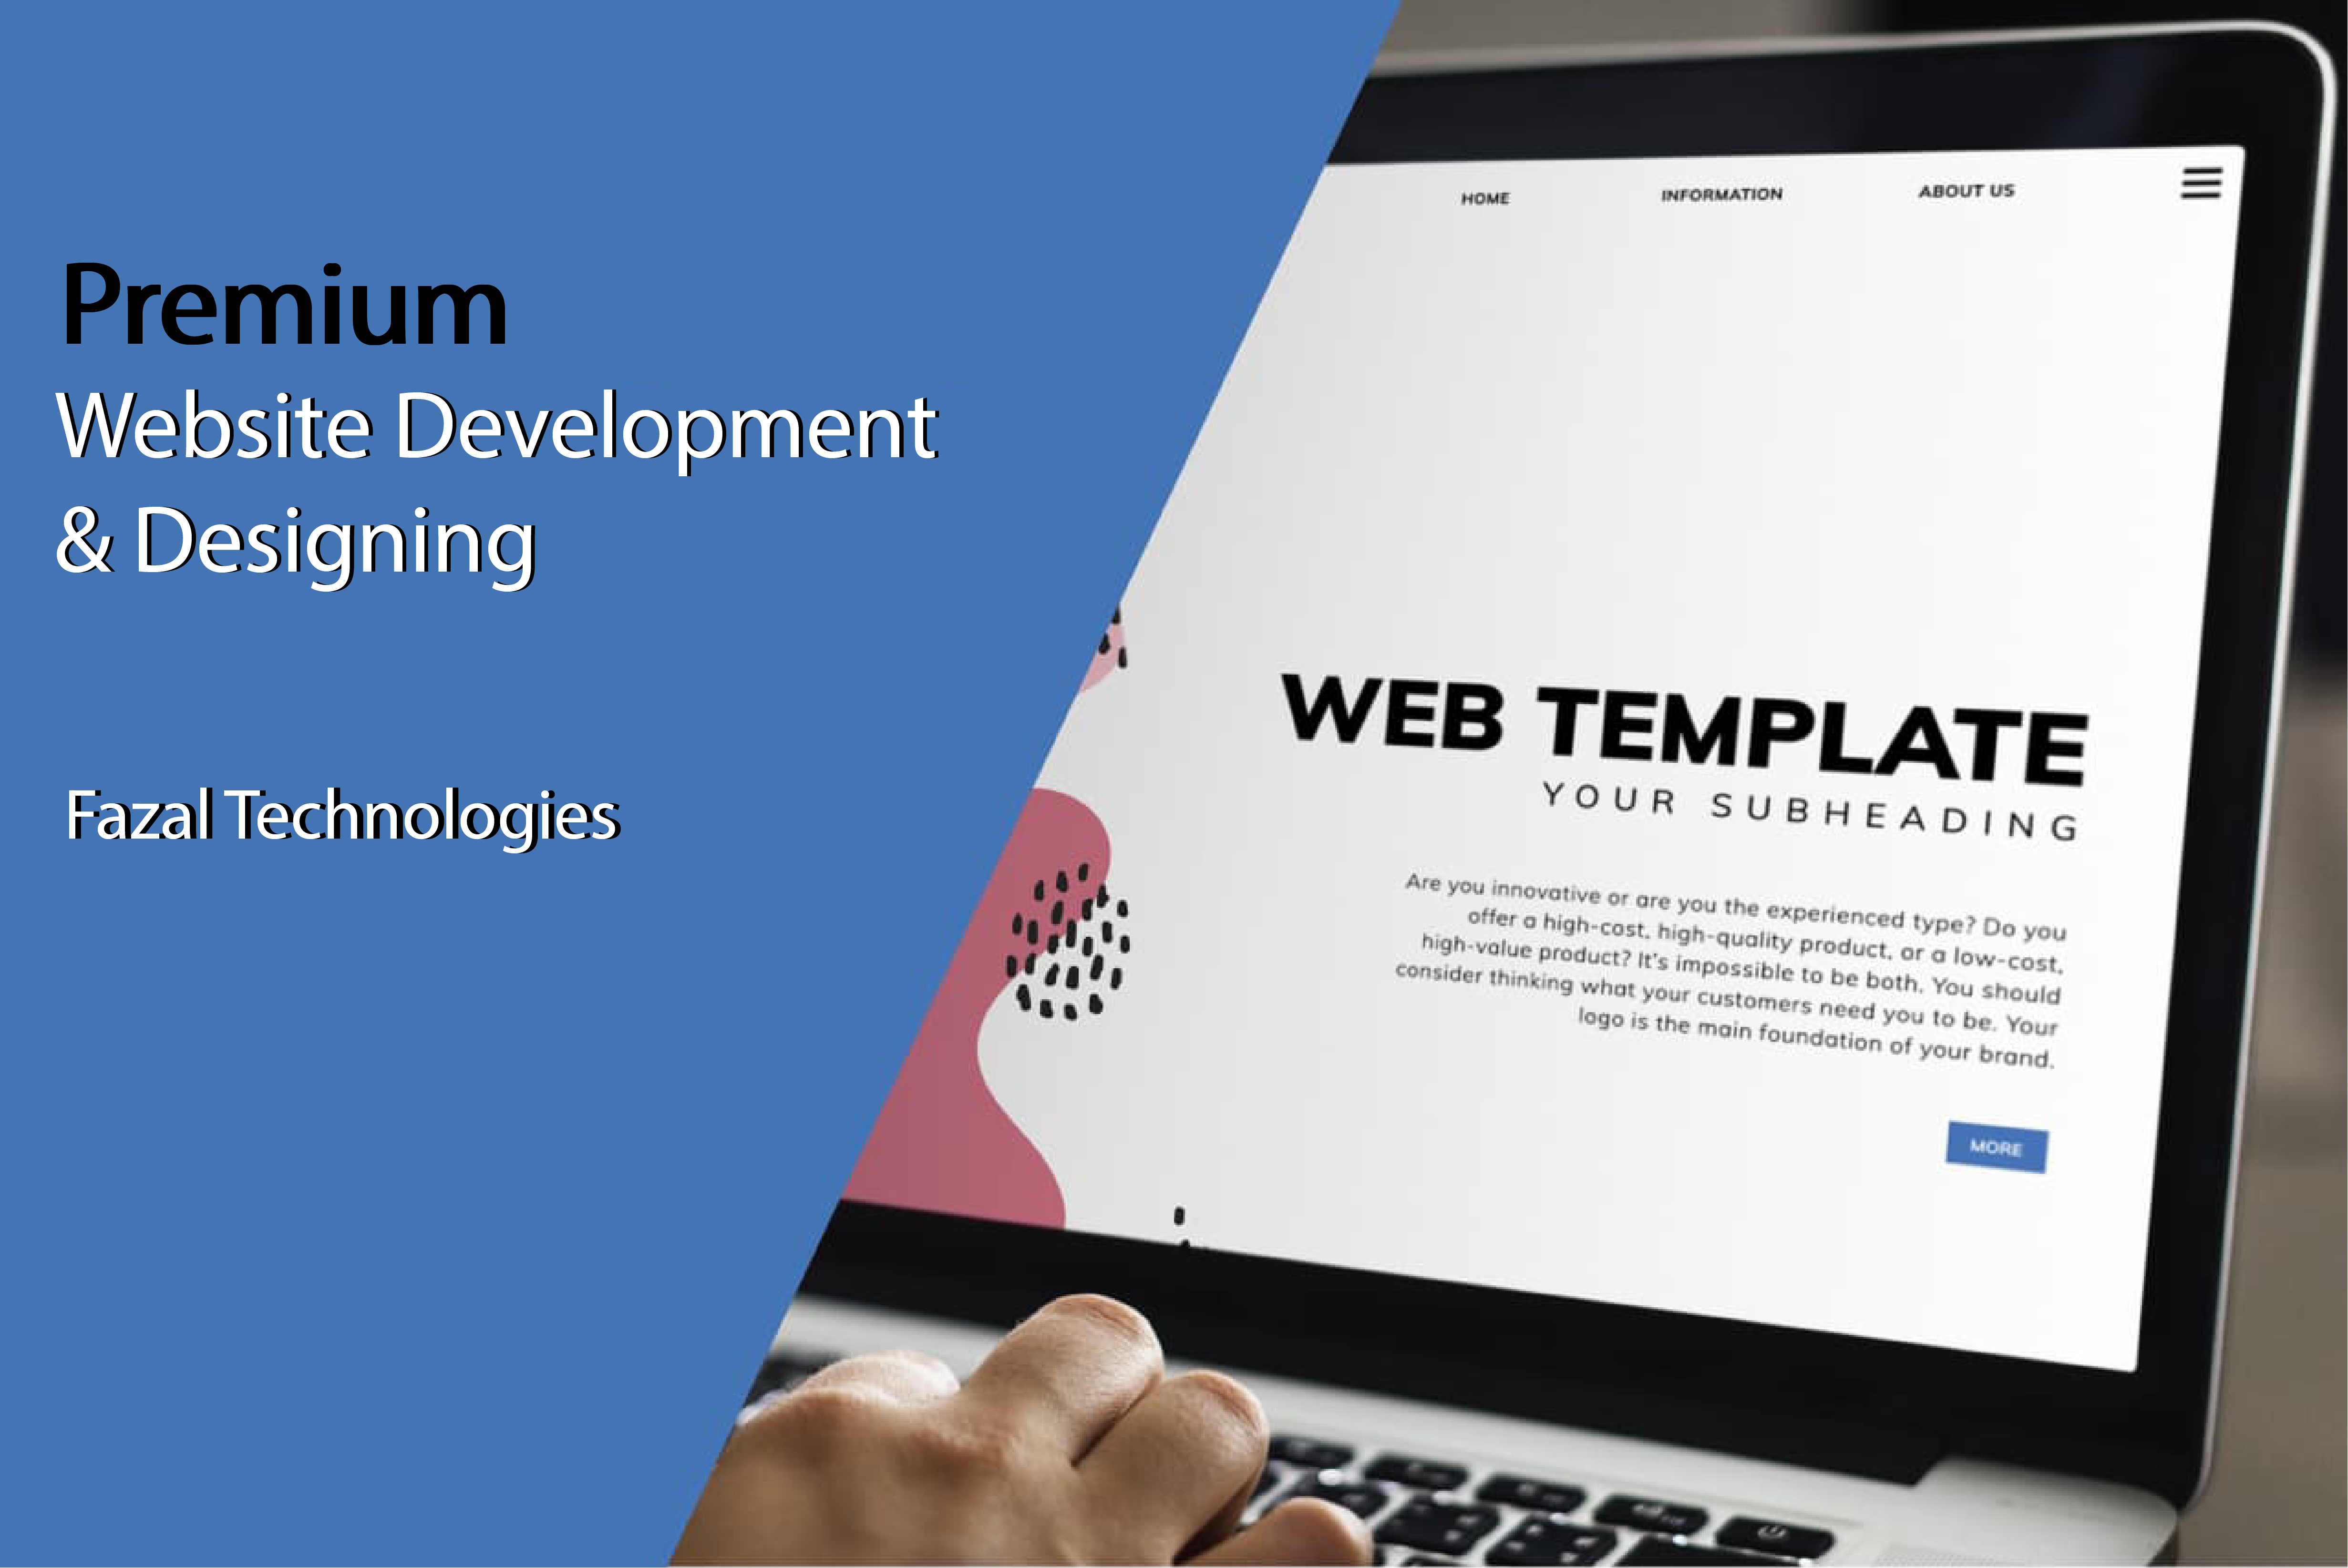 Premium
Website Development
& Designing
Fazal Technologies
HOME
INFORMATION
ABOUT US
WEB TEMPLATE
YOUR SUBHEADING
Are you innovative or are you the experienced type? Do you
offer a high-cost, high-quality product, or a low-cost,
high-value product? It's impossible to be both. You should
consider thinking what your customers need you to be. Your
logo is the main foundation of your brand.
MORE